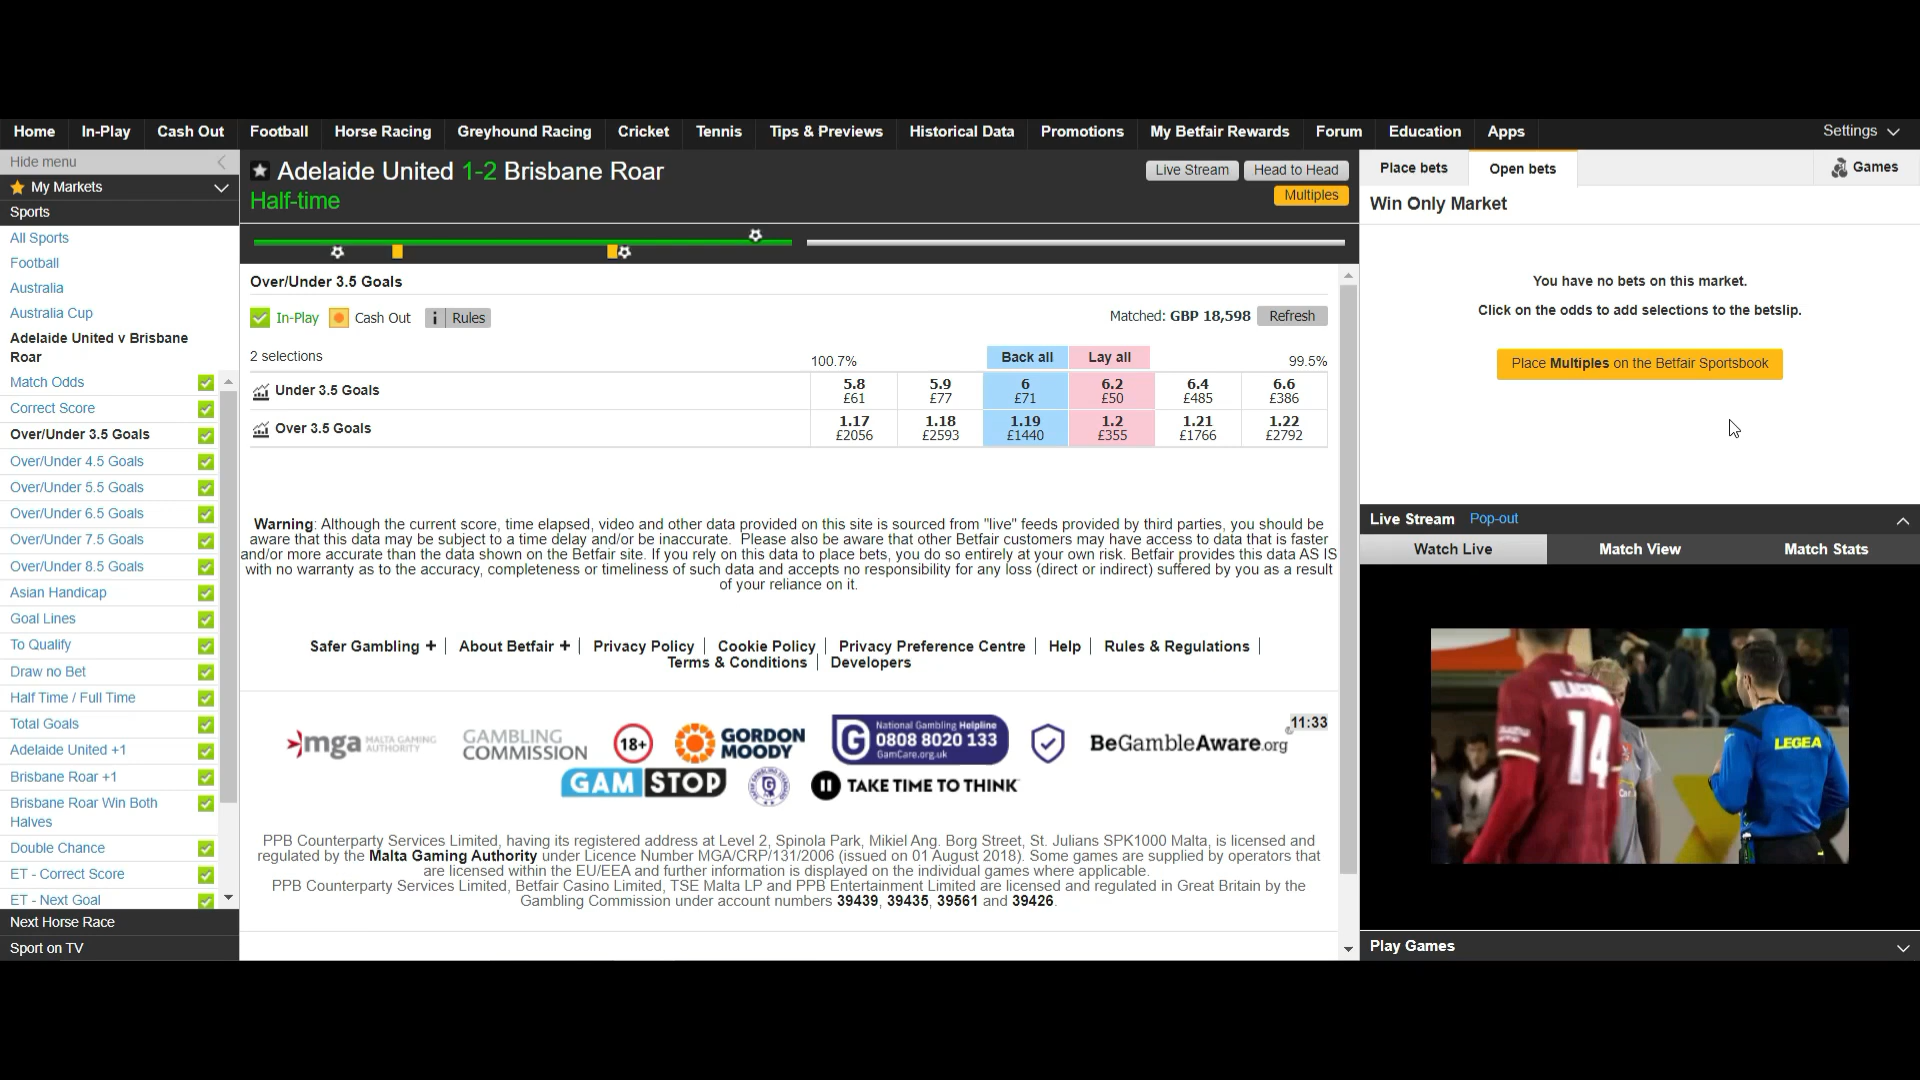 Home In-Play Cash Out Football Horse Racing Greyhound Racing Cricket Tennis Tips & Previews Historical Data Promotions My Betfair Rewards Forum Education Apps Settings
Hide menu
My Markets
Sports
All Sports
Football
Australia
Australia Cup
Adelaide United v Brisbane
Roar
Match Odds
Correct Score
Over/Under 3.5 Goals
Over/Under 4.5 Goals
Over/Under 5.5 Goals
Over/Under 6.5 Goals
Over/Under 7.5 Goals
Over/Under 8.5 Goals
Asian Handicap
Goal Lines
To Qualify
Draw no Bet
Half Time / Full Time
Total Goals
Adelaide United +1
Brisbane Roar +1
Brisbane Roar Win Both
Halves
Double Chance
ET - Correct Score
ET - Next Goal
Next Horse Race
Sport on TV
Adelaide United 1-2 Brisbane Roar
Half-time
Live Stream Head to Head
Multiples
Over/Under 3.5 Goals
In-Play Cash Out i Rules
Matched: GBP 18,598 Refresh
2 selections 100.7% Back all Lay all 99.5%
Under 3.5 Goals 5.8 5.9 6 6.2 6.4 6.6
£61 £77 £71 £50 £485 £386
Over 3.5 Goals 1.17 1.18 1.19 1.2 1.21 1.22
£2056 £2593 £1440 £355 £1766 £2792
Warning: Although the current score, time elapsed, video and other data provided on this site is sourced from "live" feeds provided by third parties, you should be
aware that this data may be subject to a time delay and/or be inaccurate. Please also be aware that other Betfair customers may have access to data that is faster
and/or more accurate than the data shown on the Betfair site. If you rely on this data to place bets, you do so entirely at your own risk. Betfair provides this data AS IS
with no warranty as to the accuracy, completeness or timeliness of such data and accepts no responsibility for any loss (direct or indirect) suffered by you as a result
of your reliance on it.
Safer Gambling + About Betfair + Privacy Policy Cookie Policy Privacy Preference Centre Help Rules & Regulations
Terms & Conditions Developers
mga MALTA GAMING AUTHORITY
GAMBLING COMMISSION
18+
GORDON MOODY
National Gambling Helpline
0808 8020 133
GamCare.org.uk
BeGambleAware.org
11:33
GAMSTOP
G
TAKE TIME TO THINK
PPB Counterparty Services Limited, having its registered address at Level 2, Spinola Park, Mikiel Ang. Borg Street, St. Julians SPK1000 Malta, is licensed and
regulated by the Malta Gaming Authority under Licence Number MGA/CRP/131/2006 (issued on 01 August 2018). Some games are supplied by operators that
are licensed within the EU/EEA and further information is displayed on the individual games where applicable.
PPB Counterparty Services Limited, Betfair Casino Limited, TSE Malta LP and PPB Entertainment Limited are licensed and regulated in Great Britain by the
Gambling Commission under account numbers 39439, 39435, 39561 and 39426.
Place bets Open bets Games
Win Only Market
You have no bets on this market.
Click on the odds to add selections to the betslip.
Place Multiples on the Betfair Sportsbook
Live Stream Pop-out
Watch Live Match View Match Stats
14
LEGEA
Play Games